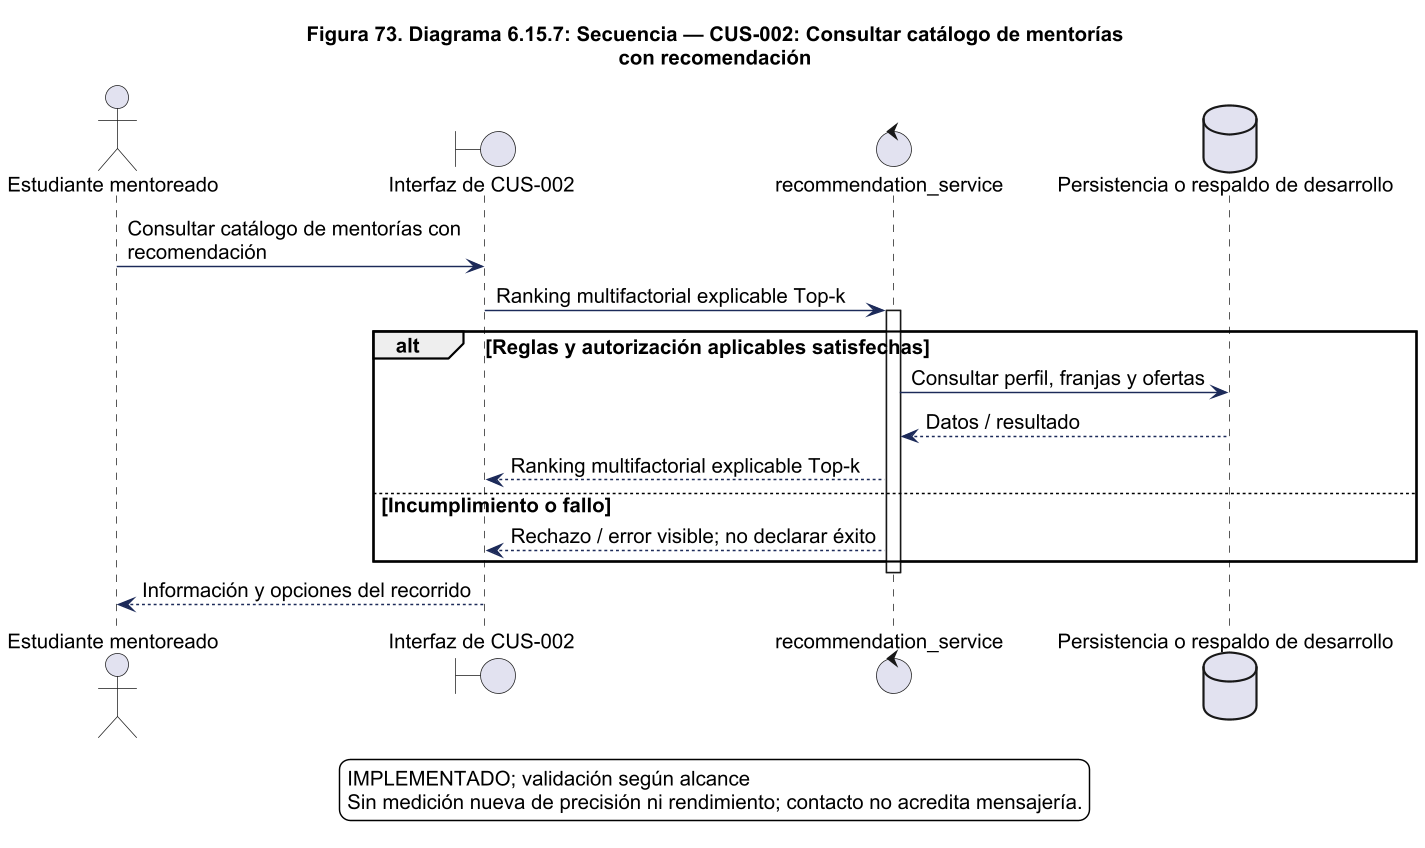 Figura 73. Diagrama 6.15.7: Secuencia — CUS-002: Consultar catálogo de mentorías
con recomendación
Estudiante mentoreado
Interfaz de CUS-002
recommendation_service
Persistencia o respaldo de desarrollo
Consultar catálogo de mentorías con
recomendación
Ranking multifactorial explicable Top-k
alt
[Reglas y autorización aplicables satisfechas]
Consultar perfil, franjas y ofertas
Datos / resultado
Ranking multifactorial explicable Top-k
[Incumplimiento o fallo]
Rechazo / error visible; no declarar éxito
Información y opciones del recorrido
Estudiante mentoreado
Interfaz de CUS-002
recommendation_service
Persistencia o respaldo de desarrollo
IMPLEMENTADO; validación según alcance
Sin medición nueva de precisión ni rendimiento; contacto no acredita mensajería.